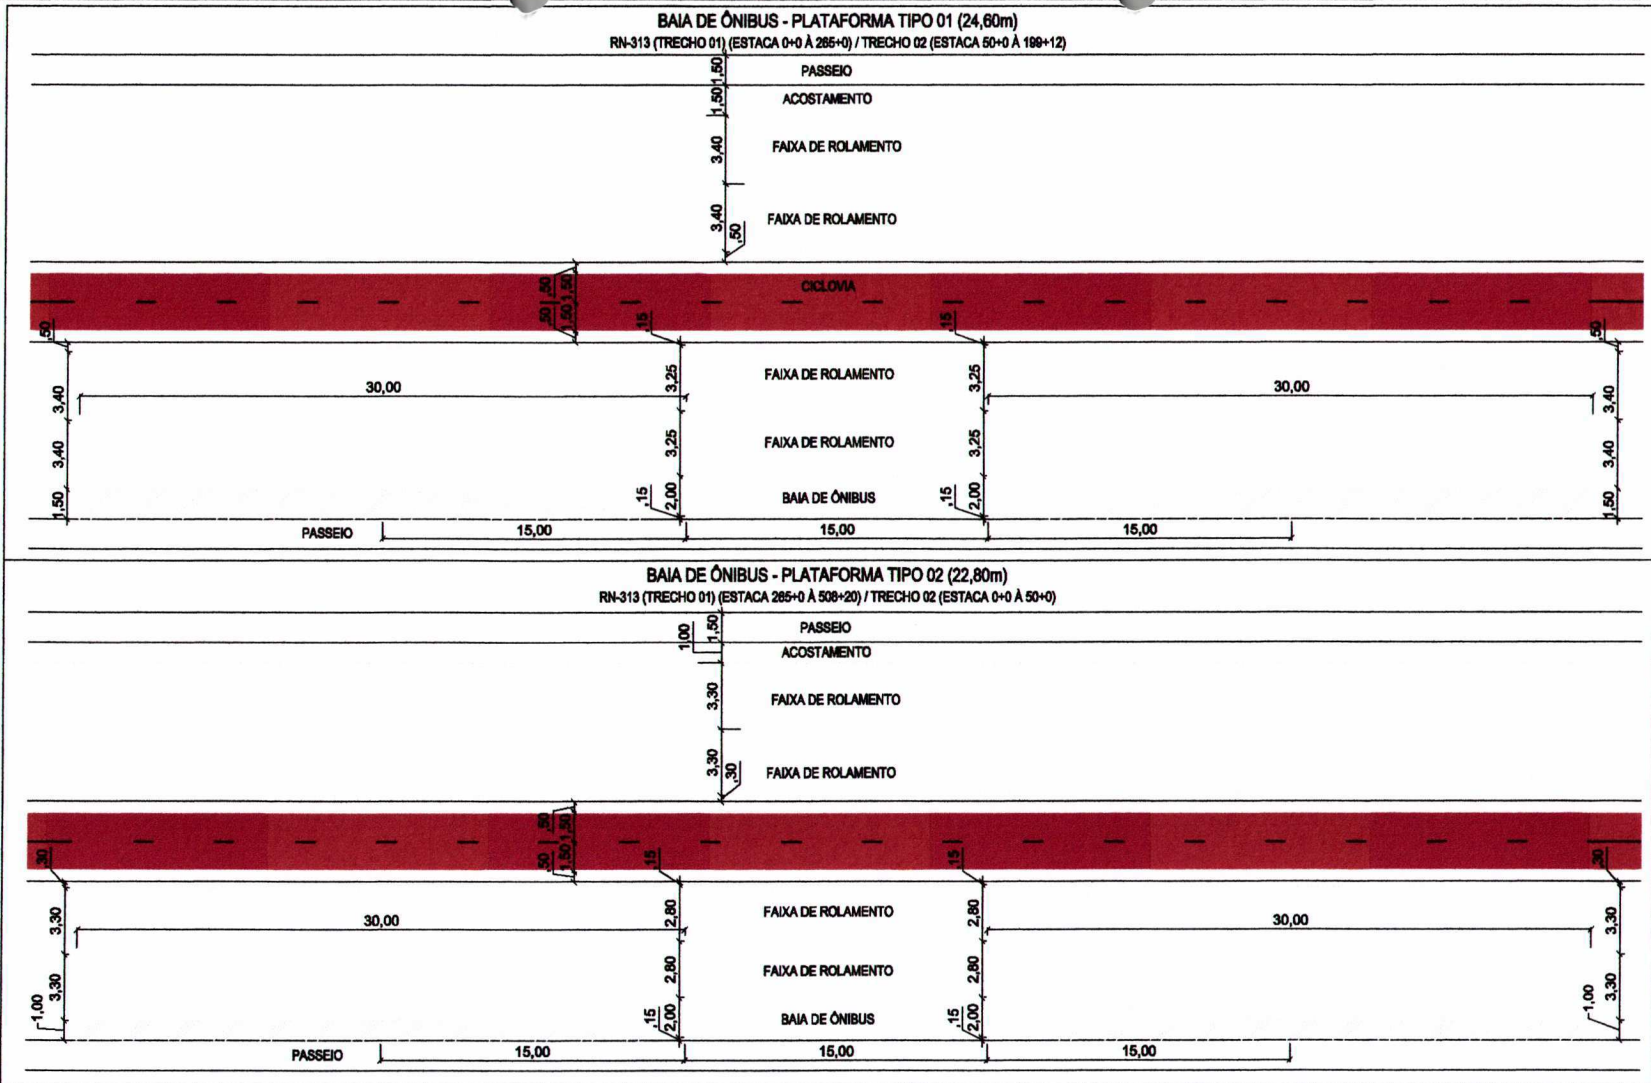 BAIA DE ÔNIBUS - PLATAFORMA TIPO 01 (24,60m)
RN-313 (TRECHO 01) (ESTACA 0+0 À 265+0) / TRECHO 02 (ESTACA 50+0 À 199+12)
1,50 PASSEIO
1,50 ACOSTAMENTO
3,40 FAIXA DE ROLAMENTO
3,40 ,50 FAIXA DE ROLAMENTO
,50 1,50 CICLOVIA
,50 1,50 ,15 ,15
,50 ,50
3,40 30,00 3,25 FAIXA DE ROLAMENTO 3,25 30,00 3,40
3,40 3,25 FAIXA DE ROLAMENTO 3,25 3,40
1,50 ,15 2,00 BAIA DE ÔNIBUS ,15 2,00 1,50
PASSEIO 15,00 15,00 15,00
BAIA DE ÔNIBUS - PLATAFORMA TIPO 02 (22,80m)
RN-313 (TRECHO 01) (ESTACA 265+0 À 508+20) / TRECHO 02 (ESTACA 0+0 À 50+0)
1,00 1,50 PASSEIO
ACOSTAMENTO
3,30 FAIXA DE ROLAMENTO
3,30 ,30 FAIXA DE ROLAMENTO
,50 1,50
,30 ,50 1,50 ,15 ,15 ,30
3,30 30,00 2,80 FAIXA DE ROLAMENTO 2,80 30,00 3,30
3,30 2,80 FAIXA DE ROLAMENTO 2,80 3,30
1,00 ,15 2,00 BAIA DE ÔNIBUS ,15 2,00 1,00
PASSEIO 15,00 15,00 15,00